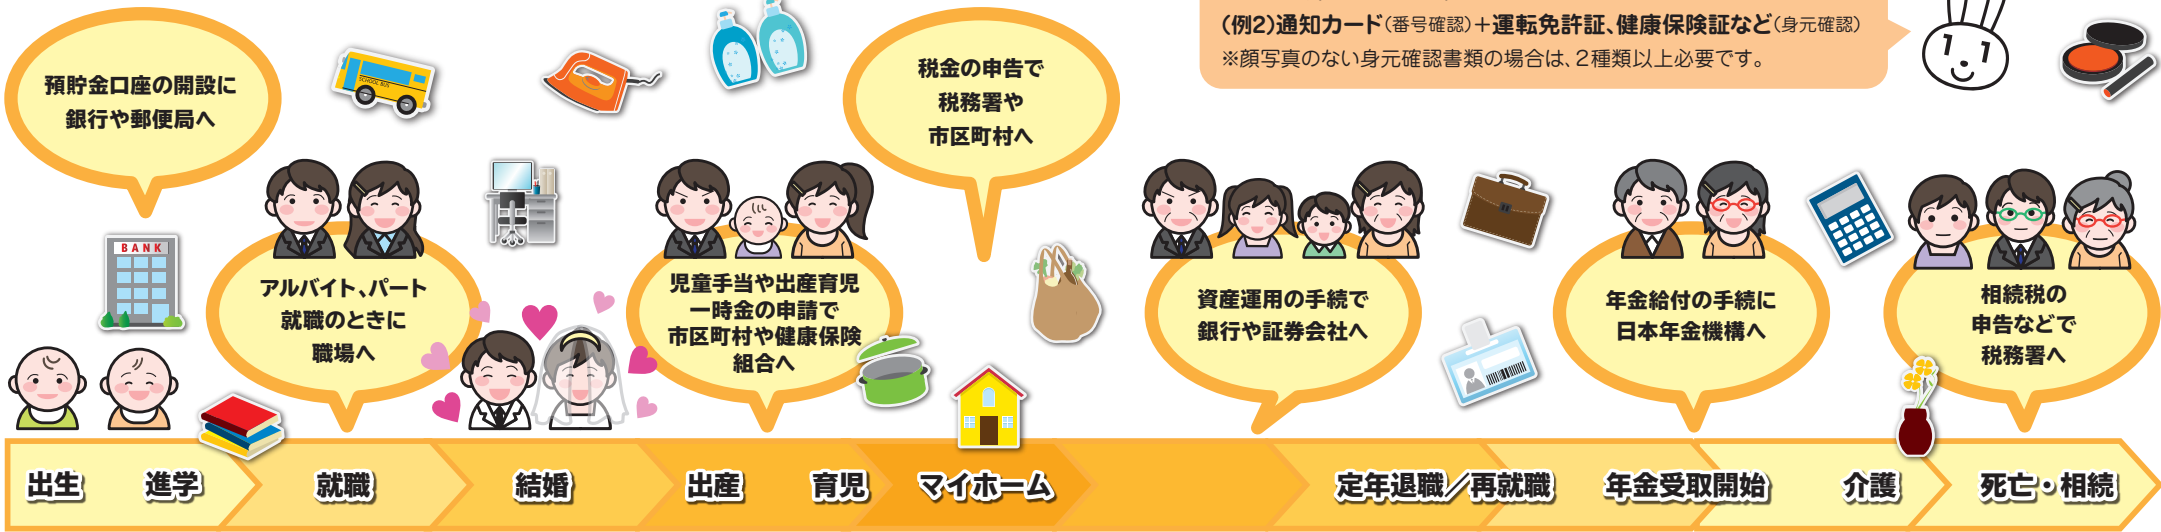 (例2)通知カード(番号確認)+運転免許証、健康保険証など(身元確認)
※顔写真のない身元確認書類の場合は、2種類以上必要です。
預貯金口座の開設に
銀行や郵便局へ
SCHOOL BUS
税金の申告で
税務署や
市区町村へ
BANK
アルバイト、パート
就職のときに
職場へ
児童手当や出産育児
一時金の申請で
市区町村や健康保険
組合へ
資産運用の手続で
銀行や証券会社へ
年金給付の手続に
日本年金機構へ
相続税の
申告などで
税務署へ
出生 進学 就職 結婚 出産 育児 マイホーム 定年退職/再就職 年金受取開始 介護 死亡・相続